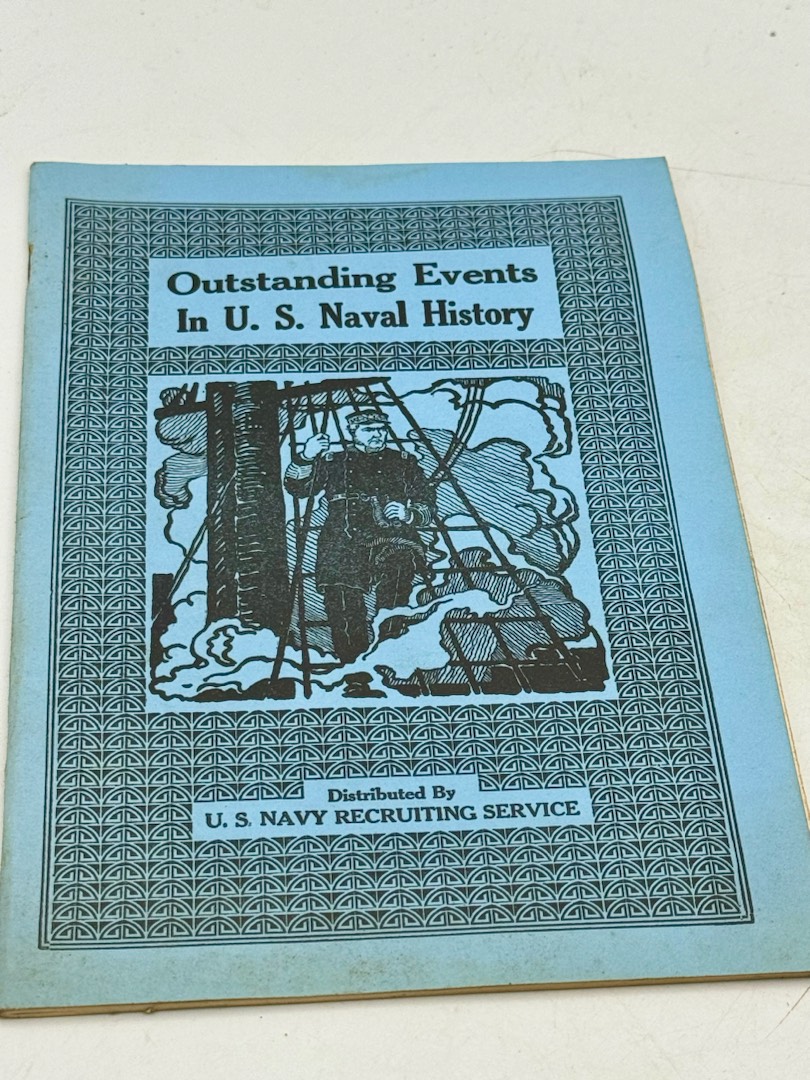 Outstanding Events
In U. S. Naval History
Distributed By
U. S. NAVY RECRUITING SERVICE